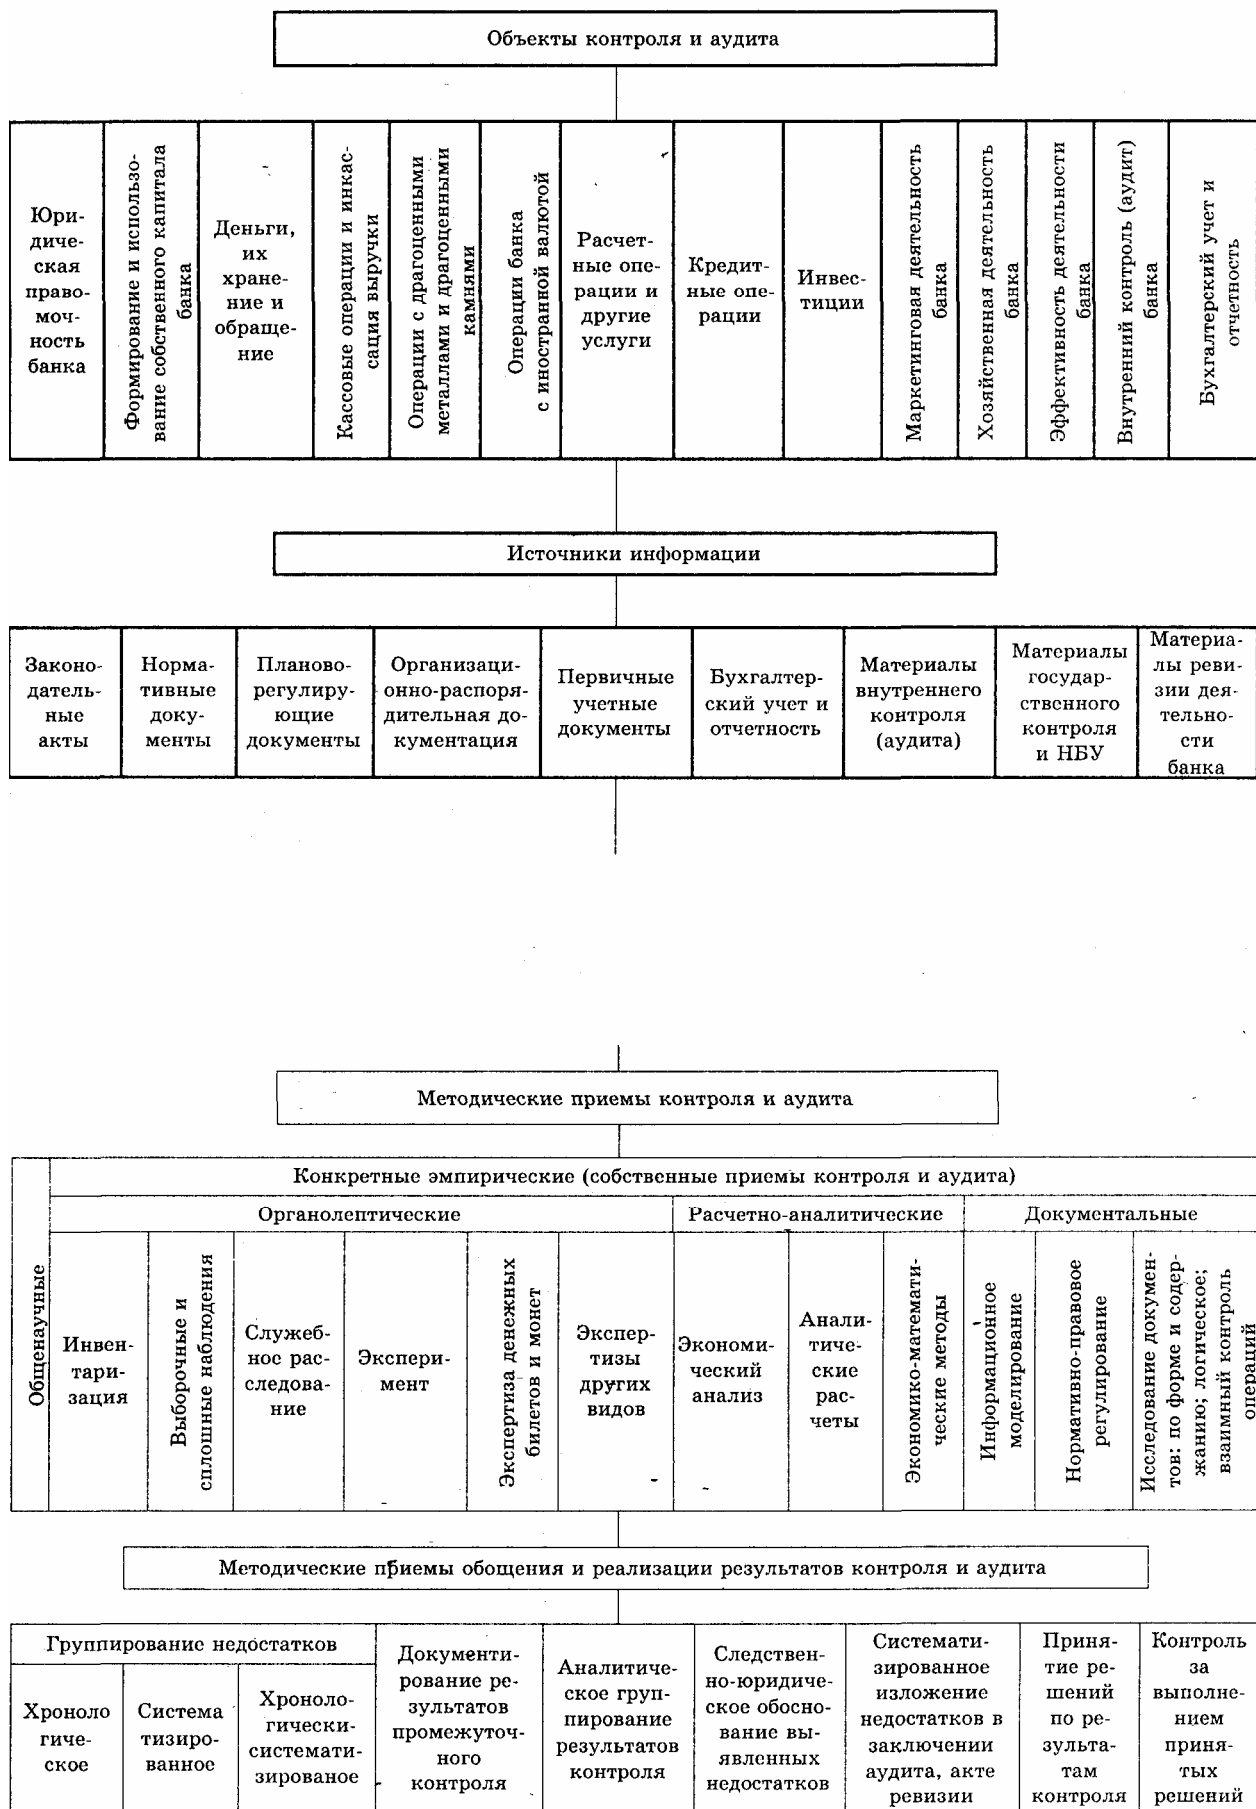 Объекты контроля и аудита
Юри-
диче-
ская
право-
моч-
ность
банка
Формирование и использо-
вание собственного капитала
банка
Деньги,
их
хране-
ние и
обраще-
ние
Кассовые операции и инкас-
сация выручки
Операции с драгоценными
металлами и драгоценными
камнями
Операции банка
с иностранной валютой
Расчет-
ные опе-
рации и
другие
услуги
Кредит-
ные опе-
рации
Инвес-
тиции
Маркетинговая деятельность
банка
Хозяйственная деятельность
банка
Эффективность деятельности
банка
Внутренний контроль (аудит)
банка
Бухгалтерский учет и
отчетность
Источники информации
Законо-
датель-
ные
акты
Норма-
тивные
доку-
менты
Планово-
регулиру-
ющие
документы
Организаци-
онно-распоря-
дительная до-
кументация
Первичные
учетные
документы
Бухгалтер-
ский учет и
отчетность
Материалы
внутреннего
контроля
(аудита)
Материалы
государ-
ственного
контроля
и НБУ
Материа-
лы реви-
зии дея-
тельно-
сти
банка
Методические приемы контроля и аудита
Общенаучные
Конкретные эмпирические (собственные приемы контроля и аудита)
Органолептические
Расчетно-аналитические
Документальные
Инвен-
тари-
зация
Выборочные и
сплошные наблюдения
Служеб-
ное рас-
следова-
ние
Экспери-
мент
Экспертиза денежных
билетов и монет
Экспер-
тизы
других
видов
Экономи-
ческий
анализ
Анали-
тиче-
ские
рас-
четы
Экономико-математи-
ческие методы
Информационное
моделирование
Нормативно-правовое
регулирование
Исследование докумен-
тов: по форме и содер-
жанию; логическое;
взаимный контроль
операций
Методические приемы обощения и реализации результатов контроля и аудита
Группирование недостатков
Хроноло
гиче-
ское
Система
тизиро-
ванное
Хроноло-
гически-
системати-
зированое
Документи-
рование ре-
зультатов
промежуточ-
ного
контроля
Аналитиче-
ское груп-
пирование
результатов
контроля
Следствен-
но-юридиче-
ское обосно-
вание вы-
явленных
недостатков
Системати-
зированное
изложение
недостатков в
заключении
аудита, акте
ревизии
Приня-
тие ре-
шений
по ре-
зульта-
там
контроля
Контроль
за
выполне-
нием
приня-
тых
решений